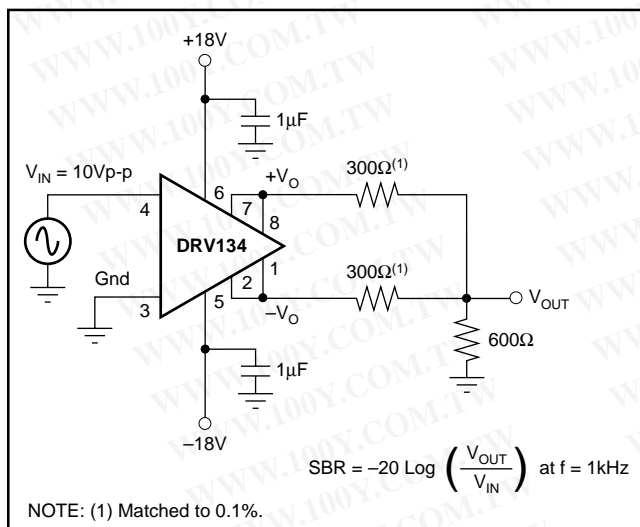 +18V
1µF
V_IN = 10Vp-p
+V_O
300Ω(1)
4
6
7
8
DRV134
1
2
300Ω(1)
Gnd
3
5
–V_O
V_OUT
600Ω
1µF
–18V
SBR = –20 Log (V_OUT / V_IN) at f = 1kHz
NOTE: (1) Matched to 0.1%.
WWW.100Y.COM.TW